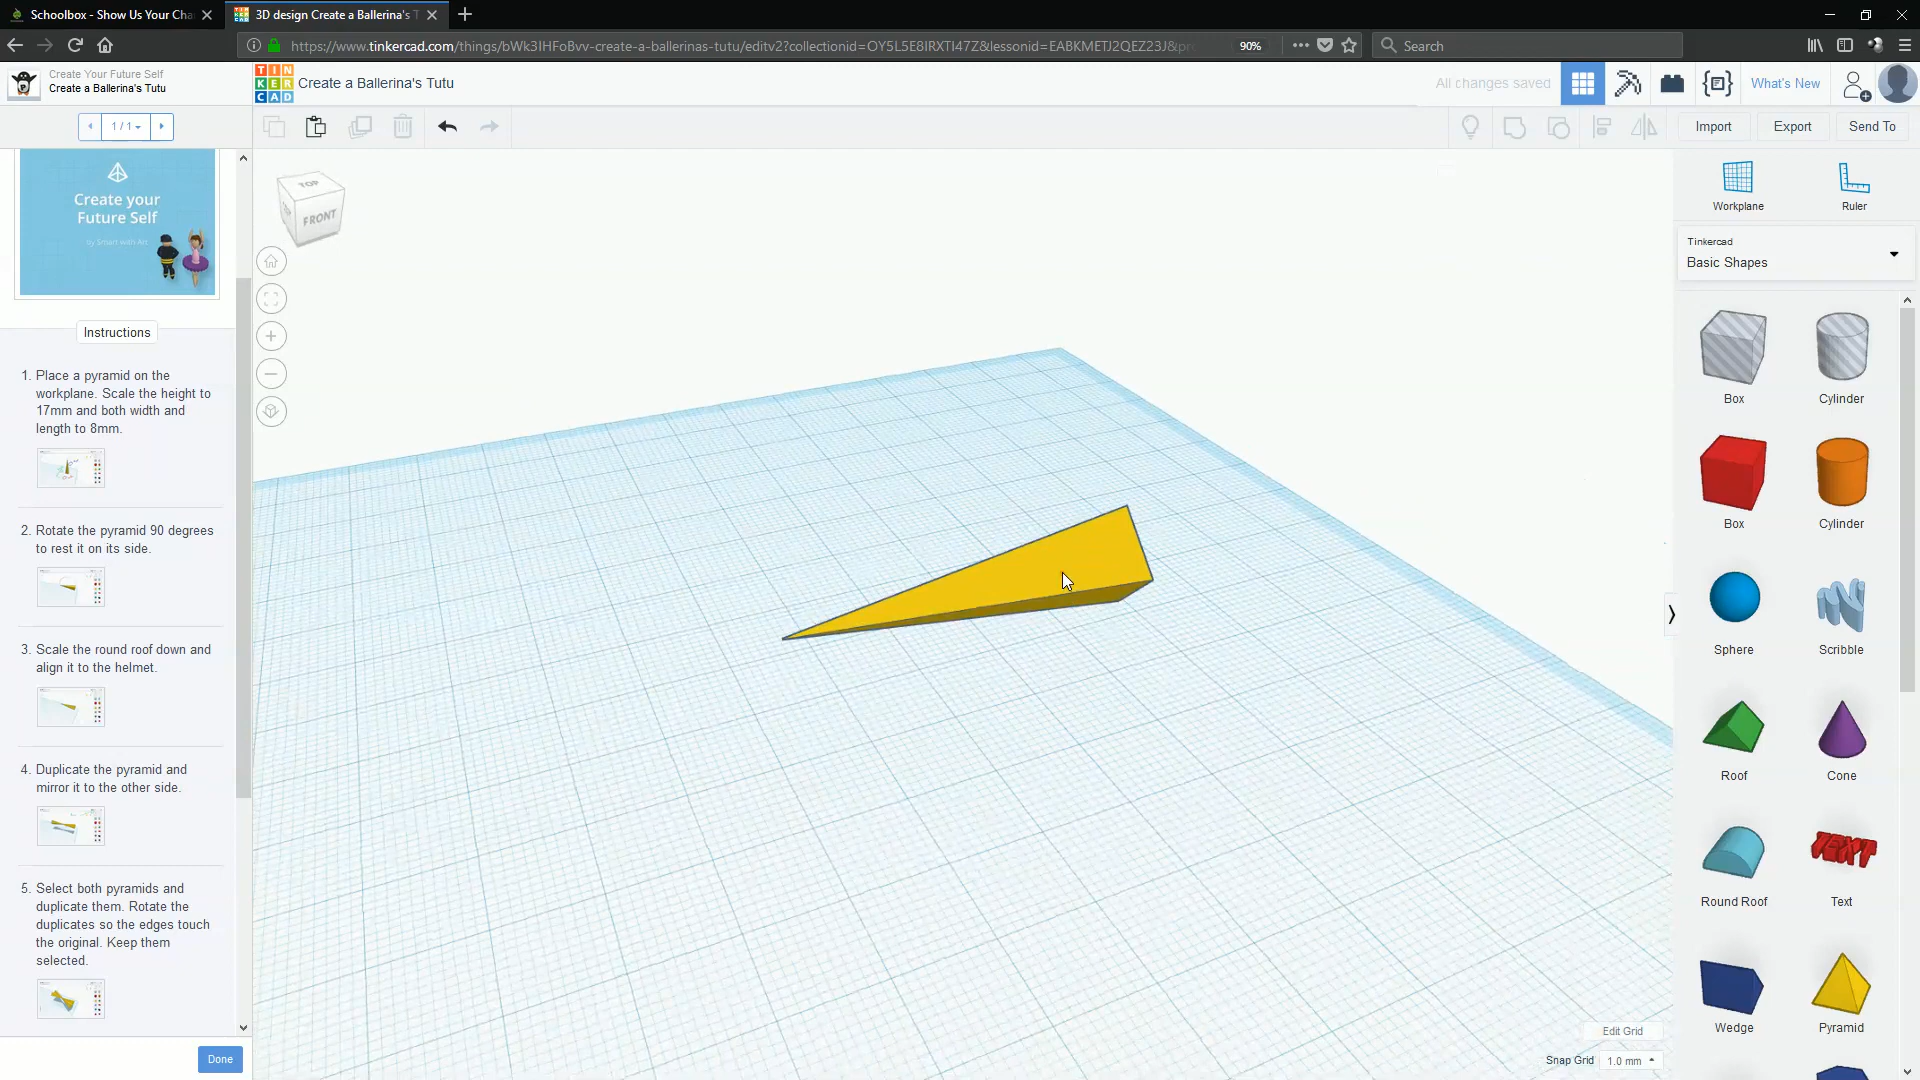 Schoolbox - Show Us Your Cha
3D design Create a Ballerina's T
https://www.tinkercad.com/things/bWk3IHFoBvv-create-a-ballerinas-tutu/editv2?collectionid=OY5L5E8IRXTI47Z&lessonid=EABKMETJ2QEZ23J&pr
90%
Search
Create Your Future Self
Create a Ballerina's Tutu
TIN
KER
CAD
Create a Ballerina's Tutu
All changes saved
What's New
1 / 1
Import
Export
Send To
Create your
Future Self
by Smart with Art
Instructions
1. Place a pyramid on the
workplane. Scale the height to
17mm and both width and
length to 8mm.
2. Rotate the pyramid 90 degrees
to rest it on its side.
3. Scale the round roof down and
align it to the helmet.
4. Duplicate the pyramid and
mirror it to the other side.
5. Select both pyramids and
duplicate them. Rotate the
duplicates so the edges touch
the original. Keep them
selected.
Done
TOP
FRONT
Workplane
Ruler
Tinkercad
Basic Shapes
Box
Cylinder
Box
Cylinder
Sphere
Scribble
Roof
Cone
TEXT
Round Roof
Text
Wedge
Pyramid
Edit Grid
Snap Grid
1.0 mm